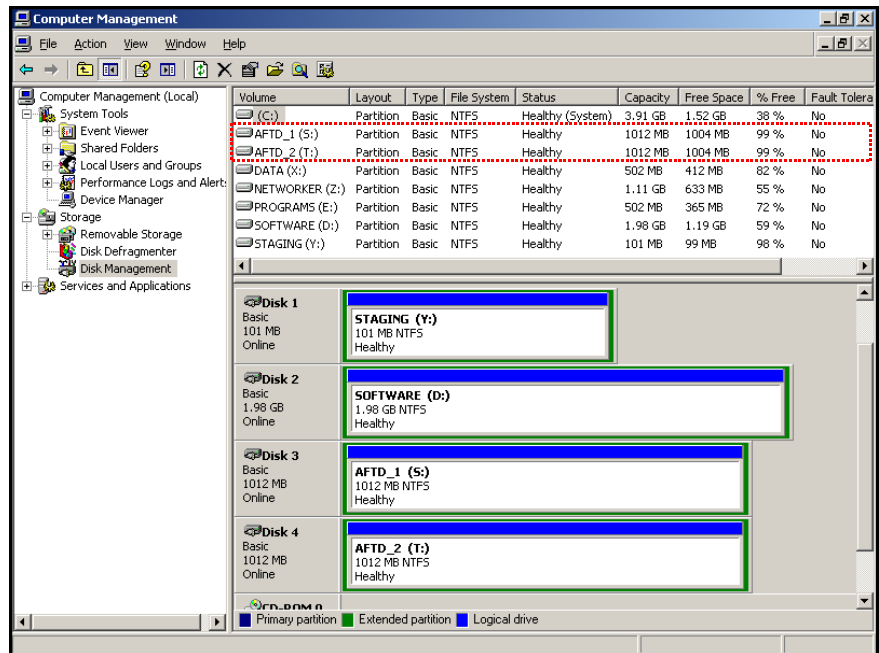 Computer Management
File Action View Window Help
Computer Management (Local)
System Tools
Event Viewer
Shared Folders
Local Users and Groups
Performance Logs and Alert
Device Manager
Storage
Removable Storage
Disk Defragmenter
Disk Management
Services and Applications
Volume Layout Type File System Status Capacity Free Space % Free Fault Tolera
(C:) Partition Basic NTFS Healthy (System) 3.91 GB 1.52 GB 38 % No
AFTD_1 (S:) Partition Basic NTFS Healthy 1012 MB 1004 MB 99 % No
AFTD_2 (T:) Partition Basic NTFS Healthy 1012 MB 1004 MB 99 % No
DATA (X:) Partition Basic NTFS Healthy 502 MB 412 MB 82 % No
NETWORKER (Z:) Partition Basic NTFS Healthy 1.11 GB 633 MB 55 % No
PROGRAMS (E:) Partition Basic NTFS Healthy 502 MB 365 MB 72 % No
SOFTWARE (D:) Partition Basic NTFS Healthy 1.98 GB 1.19 GB 59 % No
STAGING (Y:) Partition Basic NTFS Healthy 101 MB 99 MB 98 % No
Disk 1
Basic
101 MB
Online
STAGING (Y:)
101 MB NTFS
Healthy
Disk 2
Basic
1.98 GB
Online
SOFTWARE (D:)
1.98 GB NTFS
Healthy
Disk 3
Basic
1012 MB
Online
AFTD_1 (S:)
1012 MB NTFS
Healthy
Disk 4
Basic
1012 MB
Online
AFTD_2 (T:)
1012 MB NTFS
Healthy
CD-ROM 0
Primary partition Extended partition Logical drive